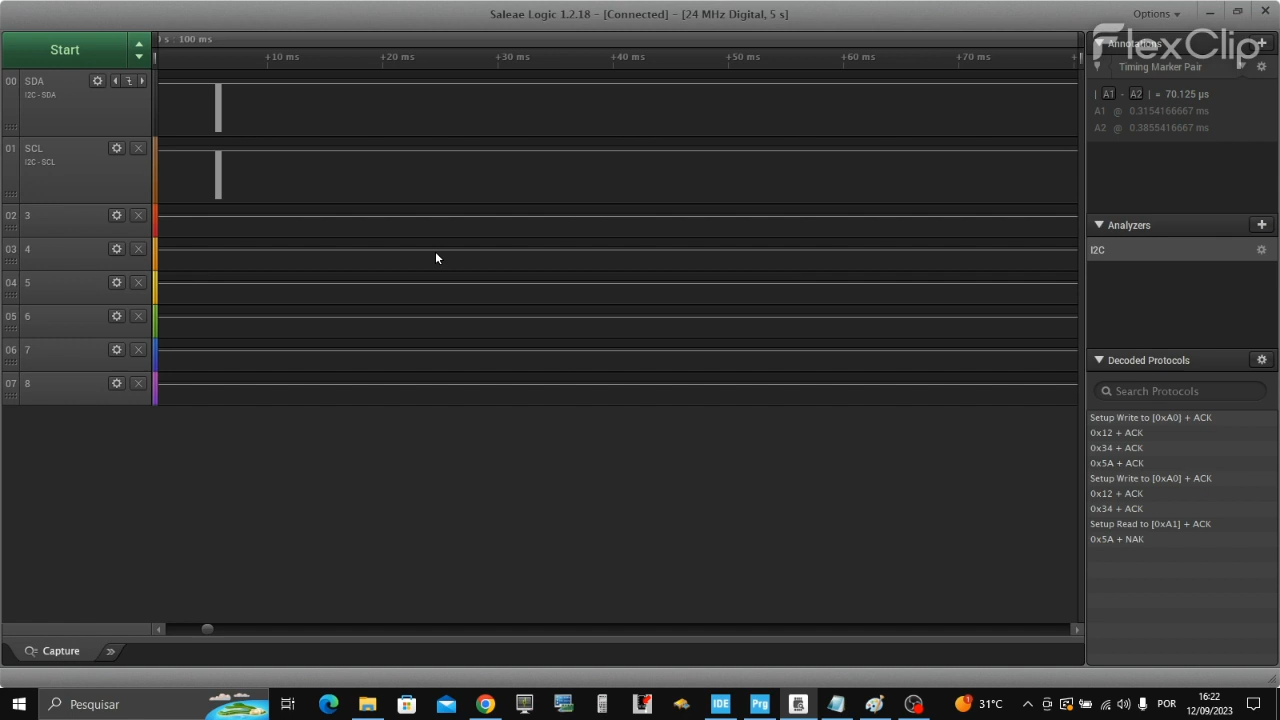 Saleae Logic 1.2.18 - [Connected] - [24 MHz Digital, 5 s]
Options
FlexClip
Start
0 s : 100 ms
+10 ms +20 ms +30 ms +40 ms +50 ms +60 ms +70 ms
00 SDA
I2C - SDA
01 SCL
I2C - SCL
02 3
03 4
04 5
05 6
06 7
07 8
Annotations
Timing Marker Pair
| A1 - A2 | = 70.125 µs
A1 @ 0.3154166667 ms
A2 @ 0.3855416667 ms
Analyzers
I2C
Decoded Protocols
Search Protocols
Setup Write to [0xA0] + ACK
0x12 + ACK
0x34 + ACK
0x5A + ACK
Setup Write to [0xA0] + ACK
0x12 + ACK
0x34 + ACK
Setup Read to [0xA1] + ACK
0x5A + NAK
Capture
Pesquisar
IDE
Prg
31°C
POR
16:22
12/09/2023